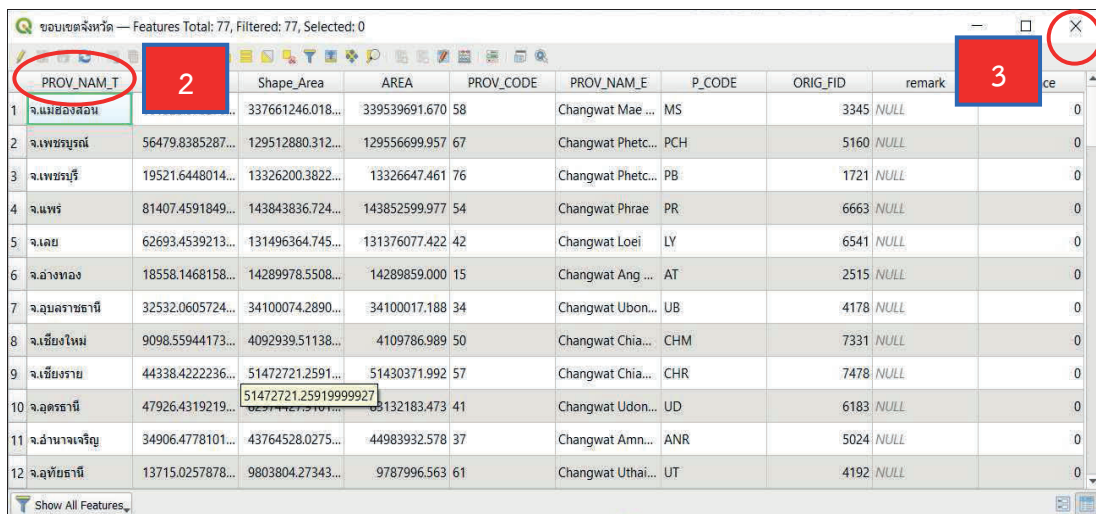 ขอบเขตจังหวัด — Features Total: 77, Filtered: 77, Selected: 0
PROV_NAM_T 2 Shape_Area AREA PROV_CODE PROV_NAM_E P_CODE ORIG_FID remark 3 ce
1 จ.แม่ฮ่องสอน 337661246.018... 339539691.670 58 Changwat Mae ... MS 3345 NULL 0
2 จ.เพชรบูรณ์ 56479.8385287... 129512880.312... 129556699.957 67 Changwat Phetc... PCH 5160 NULL 0
3 จ.เพชรบุรี 19521.6448014... 13326200.3822... 13326647.461 76 Changwat Phetc... PB 1721 NULL 0
4 จ.แพร่ 81407.4591849... 143843836.724... 143852599.977 54 Changwat Phrae PR 6663 NULL 0
5 จ.เลย 62693.4539213... 131496364.745... 131376077.422 42 Changwat Loei LY 6541 NULL 0
6 จ.อ่างทอง 18558.1468158... 14289978.5508... 14289859.000 15 Changwat Ang ... AT 2515 NULL 0
7 จ.อุบลราชธานี 32532.0605724... 34100074.2890... 34100017.188 34 Changwat Ubon... UB 4178 NULL 0
8 จ.เชียงใหม่ 9098.55944173... 4092939.51138... 4109786.989 50 Changwat Chia... CHM 7331 NULL 0
9 จ.เชียงราย 44338.4222236... 51472721.2591... 51430371.992 57 Changwat Chia... CHR 7478 NULL 0
51472721.25919999927
10 จ.อุดรธานี 47926.4319219... 63132183.473 41 Changwat Udon... UD 6183 NULL 0
11 จ.อำนาจเจริญ 34906.4778101... 43764528.0275... 44983932.578 37 Changwat Amn... ANR 5024 NULL 0
12 จ.อุทัยธานี 13715.0257878... 9803804.27343... 9787996.563 61 Changwat Uthai... UT 4192 NULL 0
Show All Features